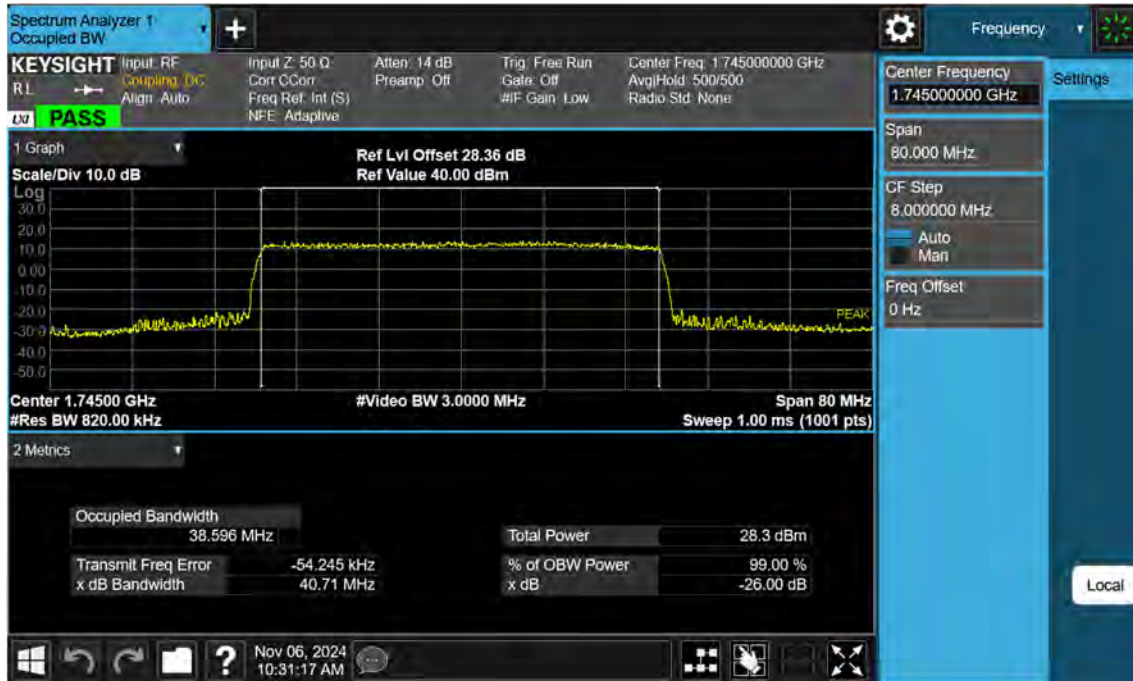 Spectrum Analyzer 1
Occupied BW
+
Frequency
KEYSIGHT
RL
LXI
PASS
Input: RF
Coupling: DC
Align: Auto
Input Z: 50 Ω
Corr CCorr
Freq Ref: Int (S)
NFE: Adaptive
Atten: 14 dB
Preamp: Off
Trig: Free Run
Gate: Off
#IF Gain: Low
Center Freq: 1.745000000 GHz
Avg|Hold: 500/500
Radio Std: None
Center Frequency
1.745000000 GHz
Settings
Span
80.000 MHz
CF Step
8.000000 MHz
Auto
Man
Freq Offset
0 Hz
Local
1 Graph
Scale/Div 10.0 dB
Ref Lvl Offset 28.36 dB
Ref Value 40.00 dBm
Log
30.0
20.0
10.0
0.00
-10.0
-20.0
-30.0
-40.0
-50.0
PEAK
Center 1.74500 GHz
#Video BW 3.0000 MHz
Span 80 MHz
#Res BW 820.00 kHz
Sweep 1.00 ms (1001 pts)
2 Metrics
Occupied Bandwidth
38.596 MHz
Total Power 28.3 dBm
Transmit Freq Error -54.245 kHz
% of OBW Power 99.00 %
x dB Bandwidth 40.71 MHz
x dB -26.00 dB
?
Nov 06, 2024
10:31:17 AM